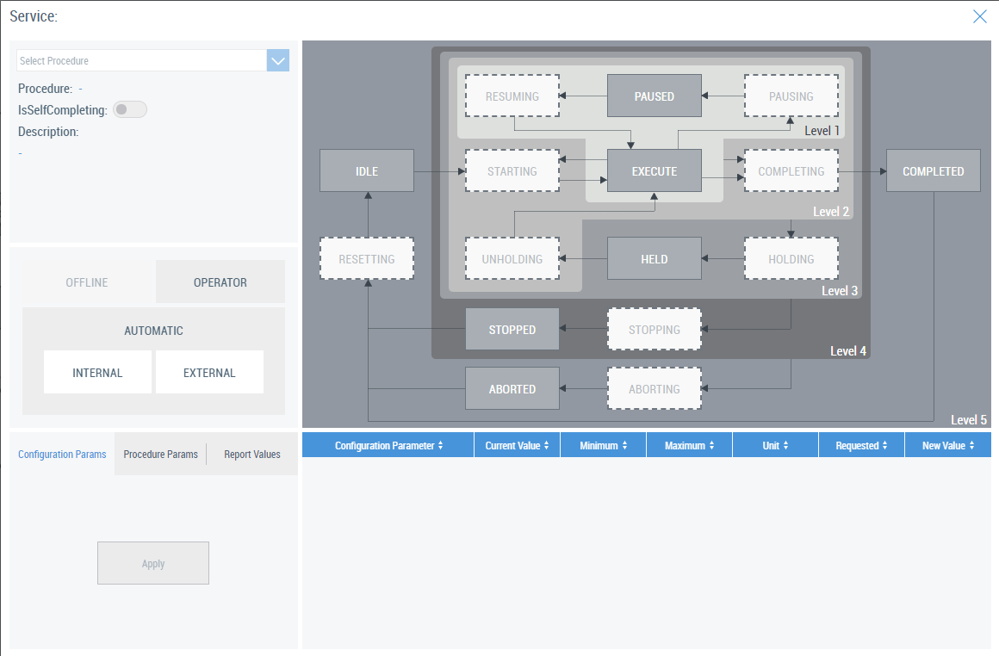 Service:
Select Procedure
Procedure: -
IsSelfCompleting:
Description:
-
OFFLINE
OPERATOR
AUTOMATIC
INTERNAL
EXTERNAL
RESUMING
PAUSED
PAUSING
Level 1
IDLE
STARTING
EXECUTE
COMPLETING
COMPLETED
Level 2
RESETTING
UNHOLDING
HELD
HOLDING
Level 3
STOPPED
STOPPING
Level 4
ABORTED
ABORTING
Level 5
Configuration Params
Procedure Params
Report Values
Apply
Configuration Parameter
Current Value
Minimum
Maximum
Unit
Requested
New Value